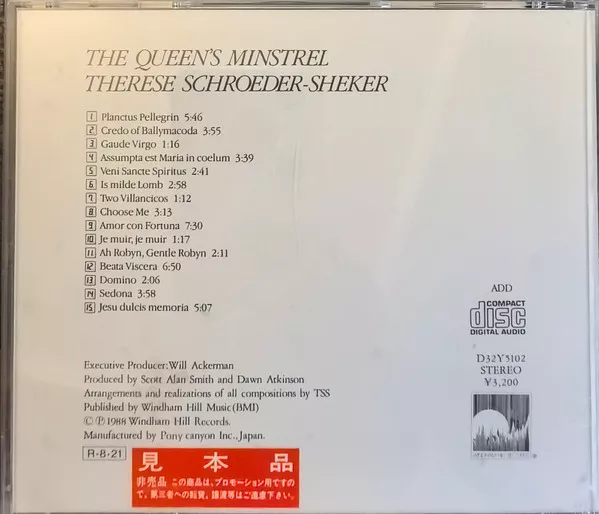 THE QUEEN'S MINSTREL
THERESE SCHROEDER-SHEKER
1 Planctus Pellegrin 5:46
2 Credo of Ballymacoda 3:55
3 Gaude Virgo 1:16
4 Assumpta est Maria in coelum 3:39
5 Veni Sancte Spiritus 2:41
6 Is milde Lomb 2:58
7 Two Villancicos 1:12
8 Choose Me 3:13
9 Amor con Fortuna 7:30
10 Je muir, je muir 1:17
11 Ah Robyn, Gentle Robyn 2:11
12 Beata Viscera 6:50
13 Domino 2:06
14 Sedona 3:58
15 Jesu dulcis memoria 5:07
ADD
COMPACT
disc
DIGITAL AUDIO
D32Y3102
STEREO
¥3,200
Executive Producer: Will Ackerman
Produced by Scott Alan Smith and Dawn Atkinson
Arrangements and realizations of all compositions by TSS
Published by Windham Hill Music (BMI)
© ℗ 1988 Windham Hill Records.
Manufactured by Pony canyon Inc., Japan.
R-8·21
見本品
非売品 この商品は、プロモーション用ですので、第三者への転貸、譲渡等はご遠慮下さい。